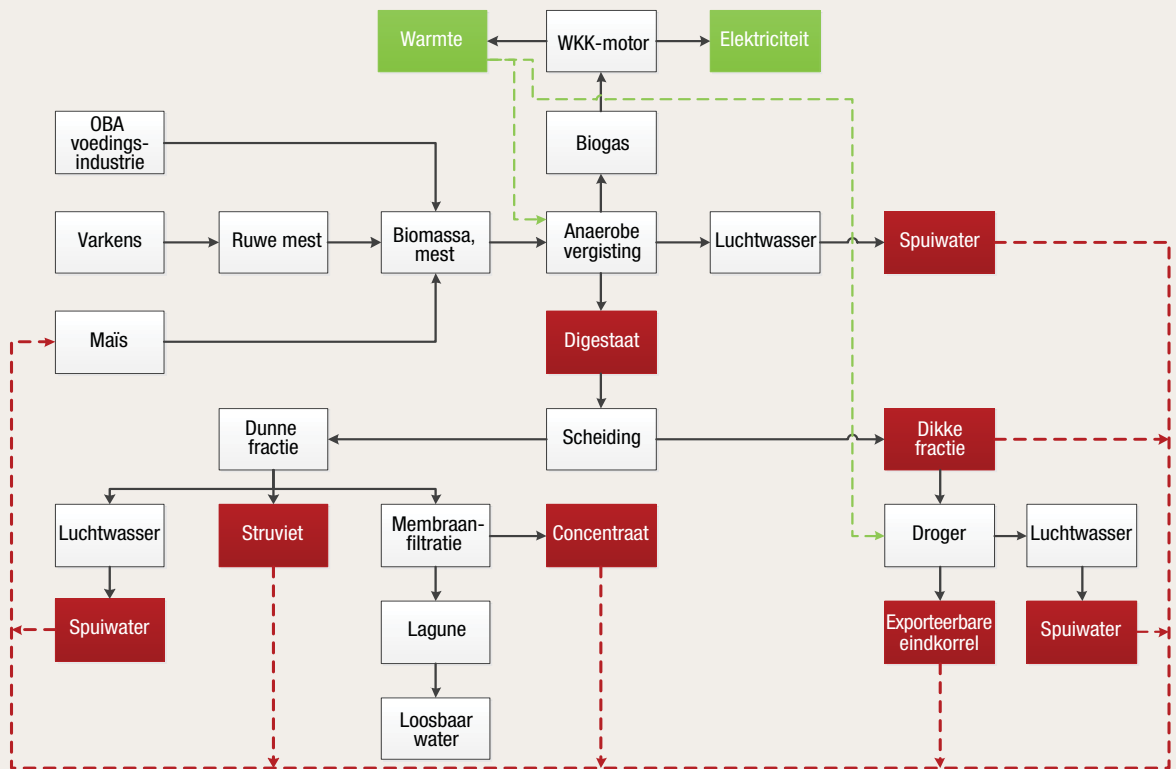 Warmte
WKK-motor
Elektriciteit
OBA
voedings-
industrie
Biogas
Varkens
Ruwe mest
Biomassa,
mest
Anaerobe
vergisting
Luchtwasser
Spuiwater
Maïs
Digestaat
Dunne
fractie
Scheiding
Dikke
fractie
Luchtwasser
Struviet
Membraan-
filtratie
Concentraat
Droger
Luchtwasser
Spuiwater
Lagune
Exporteerbare
eindkorrel
Spuiwater
Loosbaar
water